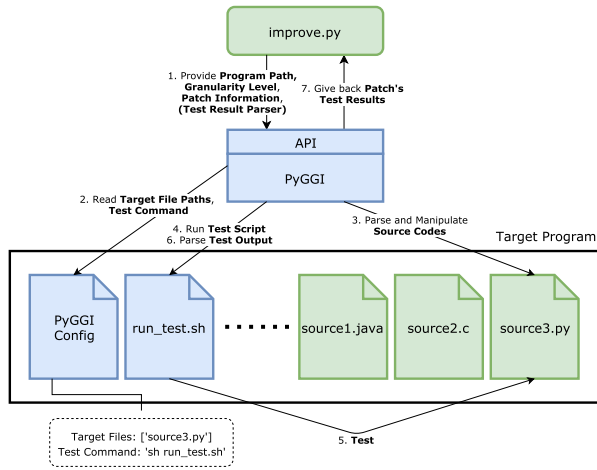 improve.py
1. Provide Program Path,
Granularity Level,
Patch Information,
(Test Result Parser)
7. Give back Patch's
Test Results
API
PyGGI
2. Read Target File Paths,
Test Command
4. Run Test Script
6. Parse Test Output
3. Parse and Manipulate
Source Codes
Target Program
PyGGI
Config
run_test.sh
source1.java
source2.c
source3.py
Target Files: ['source3.py']
Test Command: 'sh run_test.sh'
5. Test